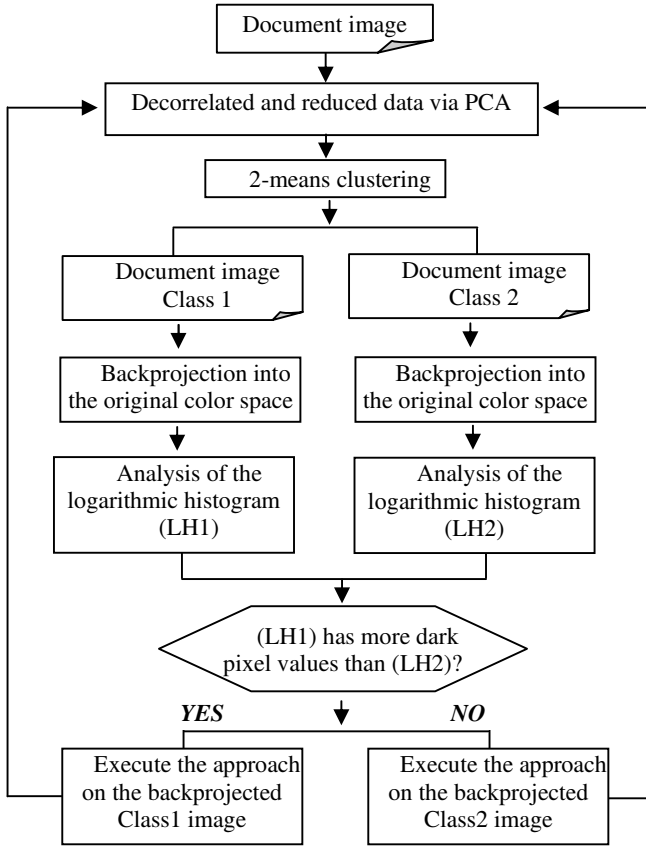 Document image
Decorrelated and reduced data via PCA
2-means clustering
Document image
Class 1
Document image
Class 2
Backprojection into
the original color space
Backprojection into
the original color space
Analysis of the
logarithmic histogram
(LH1)
Analysis of the
logarithmic histogram
(LH2)
(LH1) has more dark
pixel values than (LH2)?
YES
NO
Execute the approach
on the backprojected
Class1 image
Execute the approach
on the backprojected
Class2 image